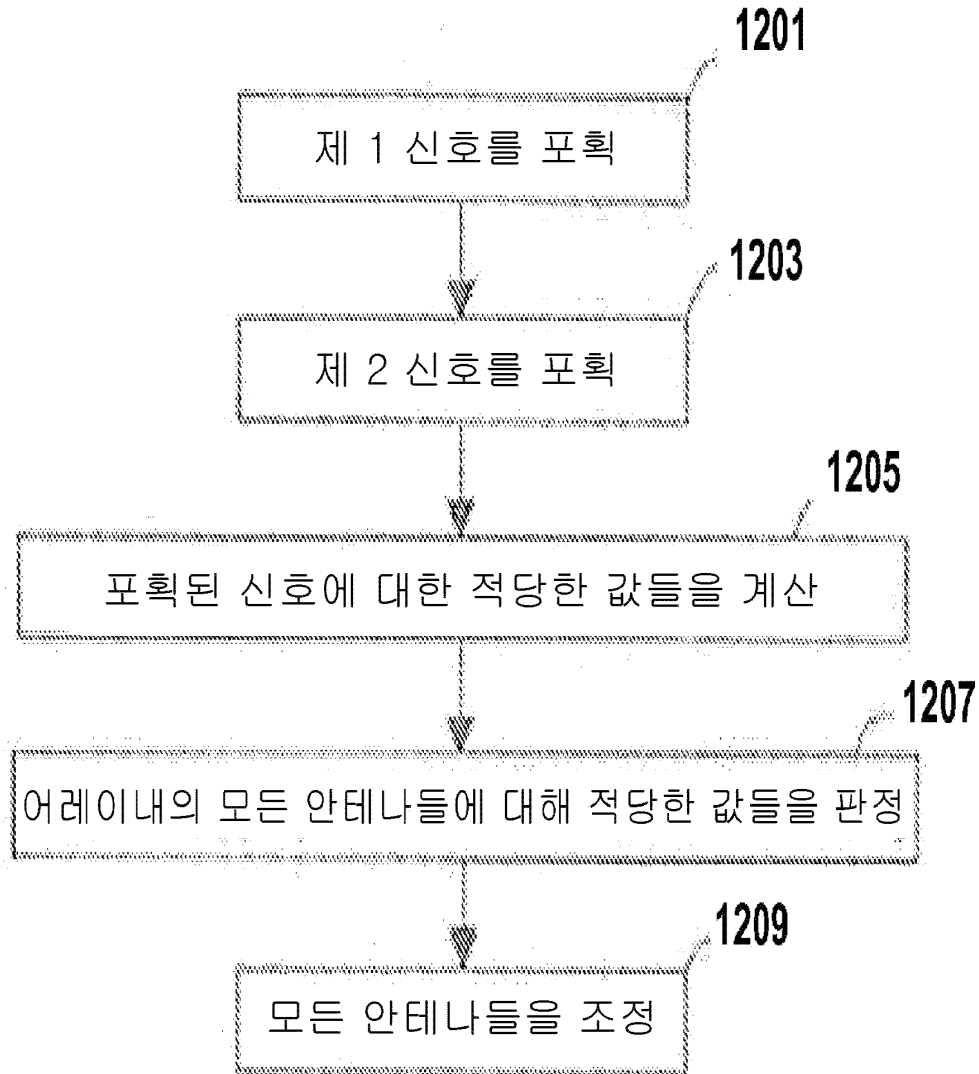 1201
제 1 신호를 포획
1203
제 2 신호를 포획
1205
포획된 신호에 대한 적당한 값들을 계산
1207
어레이내의 모든 안테나들에 대해 적당한 값들을 판정
1209
모든 안테나들을 조정